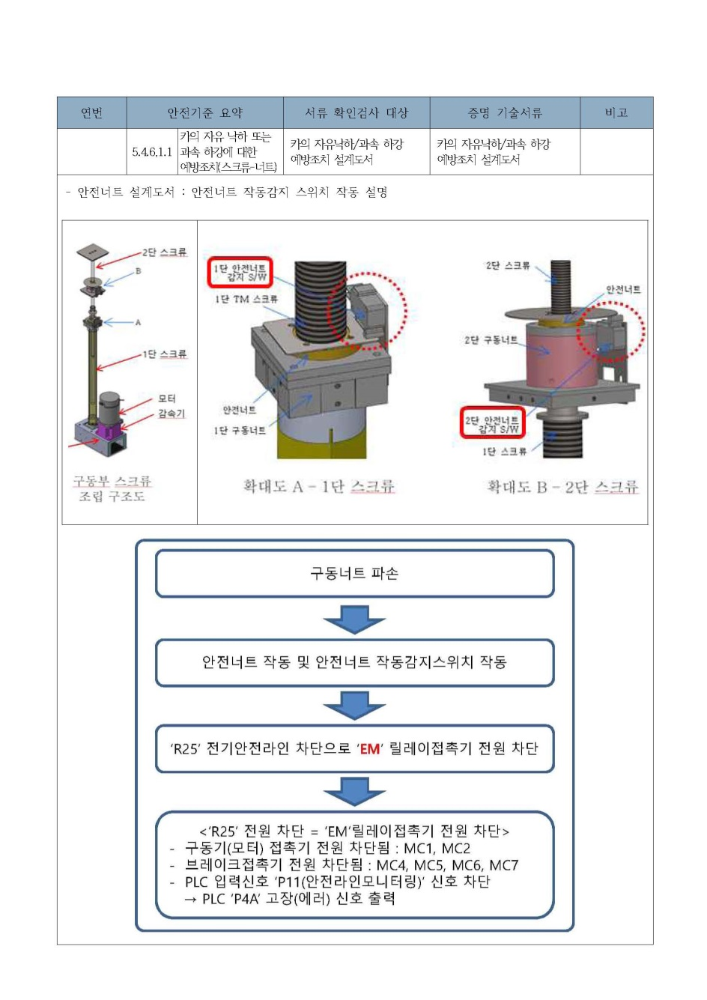 연번 안전기준 요약 서류 확인검사 대상 증명 기술서류 비고
5.4.6.1.1
카의 자유 낙하 또는
과속 하강에 대한
예방조치(스크류-너트)
카의 자유낙하/과속 하강
예방조치 설계도서
카의 자유낙하/과속 하강
예방조치 설계도서
- 안전너트 설계도서 : 안전너트 작동감지 스위치 작동 설명
2단 스크류
B
A
1단 스크류
모터
감속기
구동부 스크류
조립 구조도
1단 안전너트
감지 S/W
1단 TM 스크류
안전너트
1단 구동너트
확대도 A - 1단 스크류
2단 스크류
안전너트
2단 구동너트
2단 안전너트
감지 S/W
1단 스크류
확대도 B - 2단 스크류
구동너트 파손
안전너트 작동 및 안전너트 작동감지스위치 작동
‘R25’ 전기안전라인 차단으로 ‘EM’ 릴레이접촉기 전원 차단
<‘R25’ 전원 차단 = ‘EM’릴레이접촉기 전원 차단>
- 구동기(모터) 접촉기 전원 차단됨 : MC1, MC2
- 브레이크접촉기 전원 차단됨 : MC4, MC5, MC6, MC7
- PLC 입력신호 ‘P11(안전라인모니터링)’ 신호 차단
→ PLC ‘P4A’ 고장(에러) 신호 출력